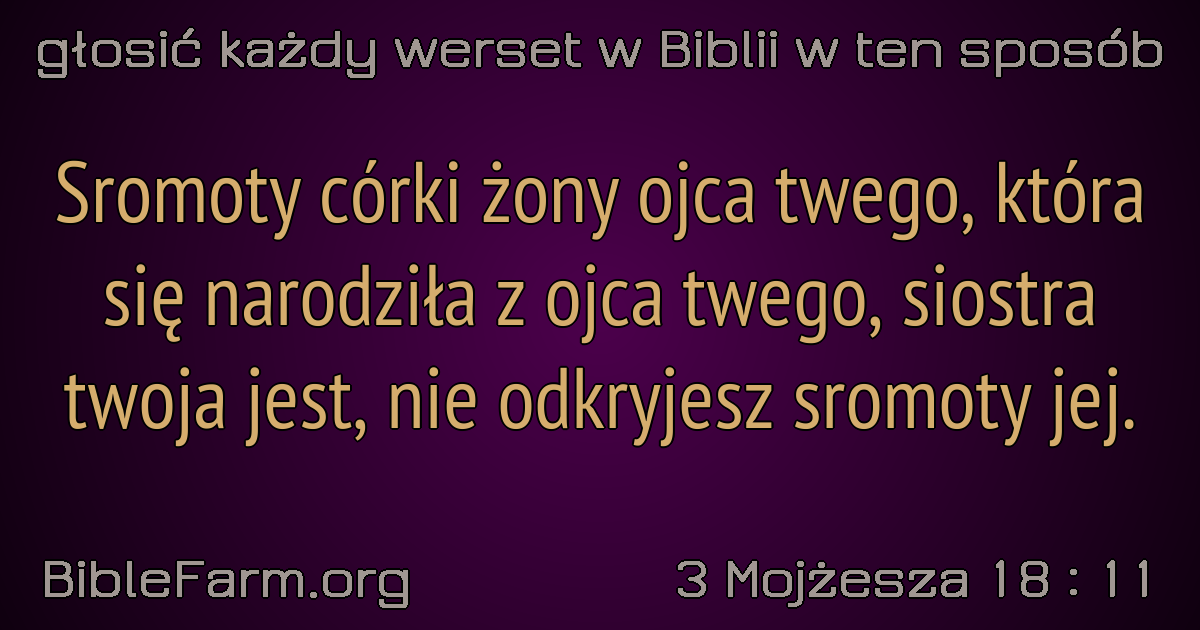 głosić każdy werset w Biblii w ten sposób
Sromoty córki żony ojca twego, która
się narodziła z ojca twego, siostra
twoja jest, nie odkryjesz sromoty jej.
BibleFarm.org
3 Mojżesza 18 : 11